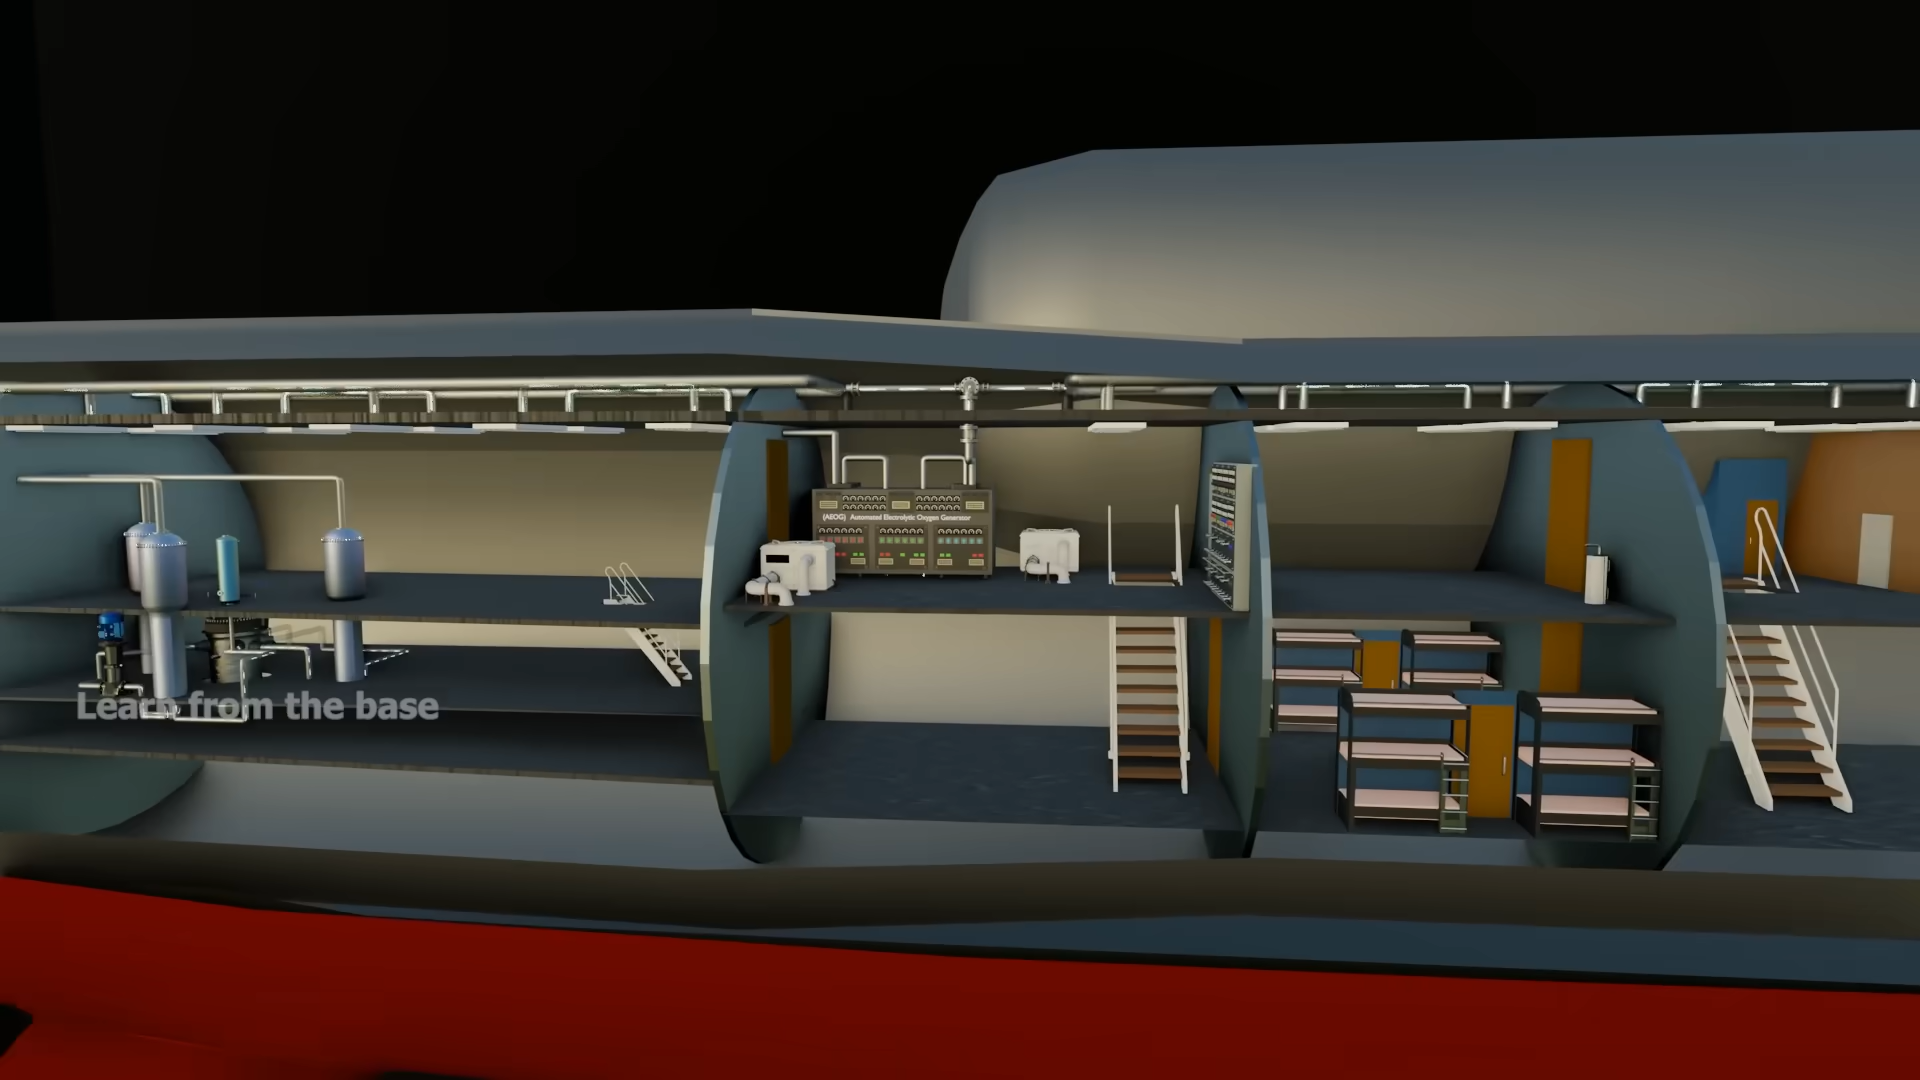 (AEOG) Automated Electrolytic Oxygen Generator
Learn from the base